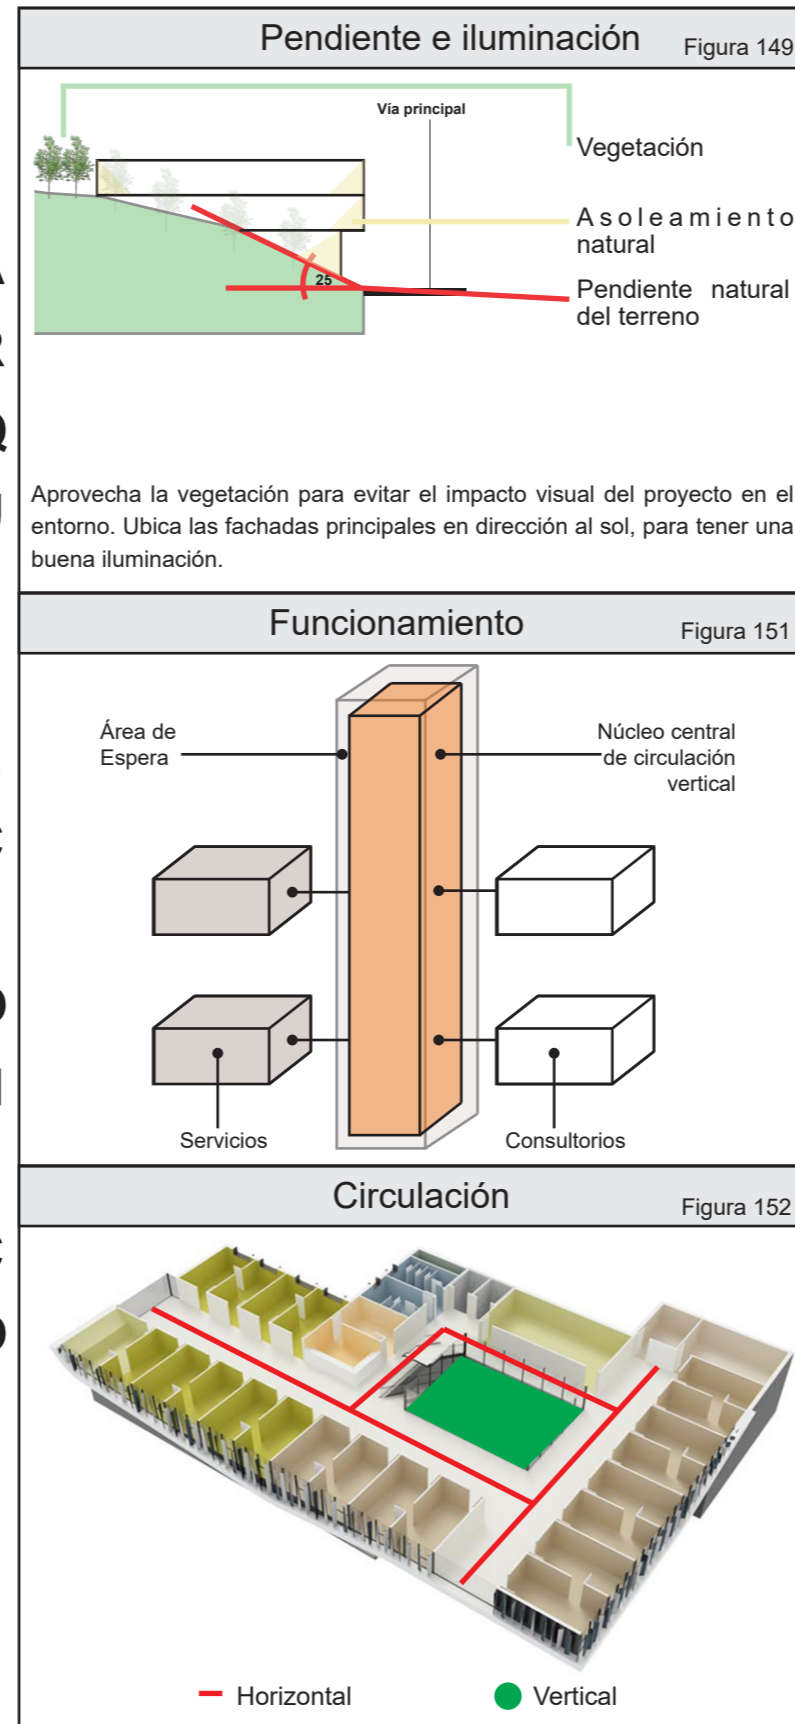 Pendiente e iluminación
Figura 149
Vía principal
Vegetación
Asoleamiento
natural
25
Pendiente natural
del terreno
Aprovecha la vegetación para evitar el impacto visual del proyecto en el
entorno. Ubica las fachadas principales en dirección al sol, para tener una
buena iluminación.
Funcionamiento
Figura 151
Área de
Espera
Núcleo central
de circulación
vertical
Servicios
Consultorios
Circulación
Figura 152
Horizontal
Vertical